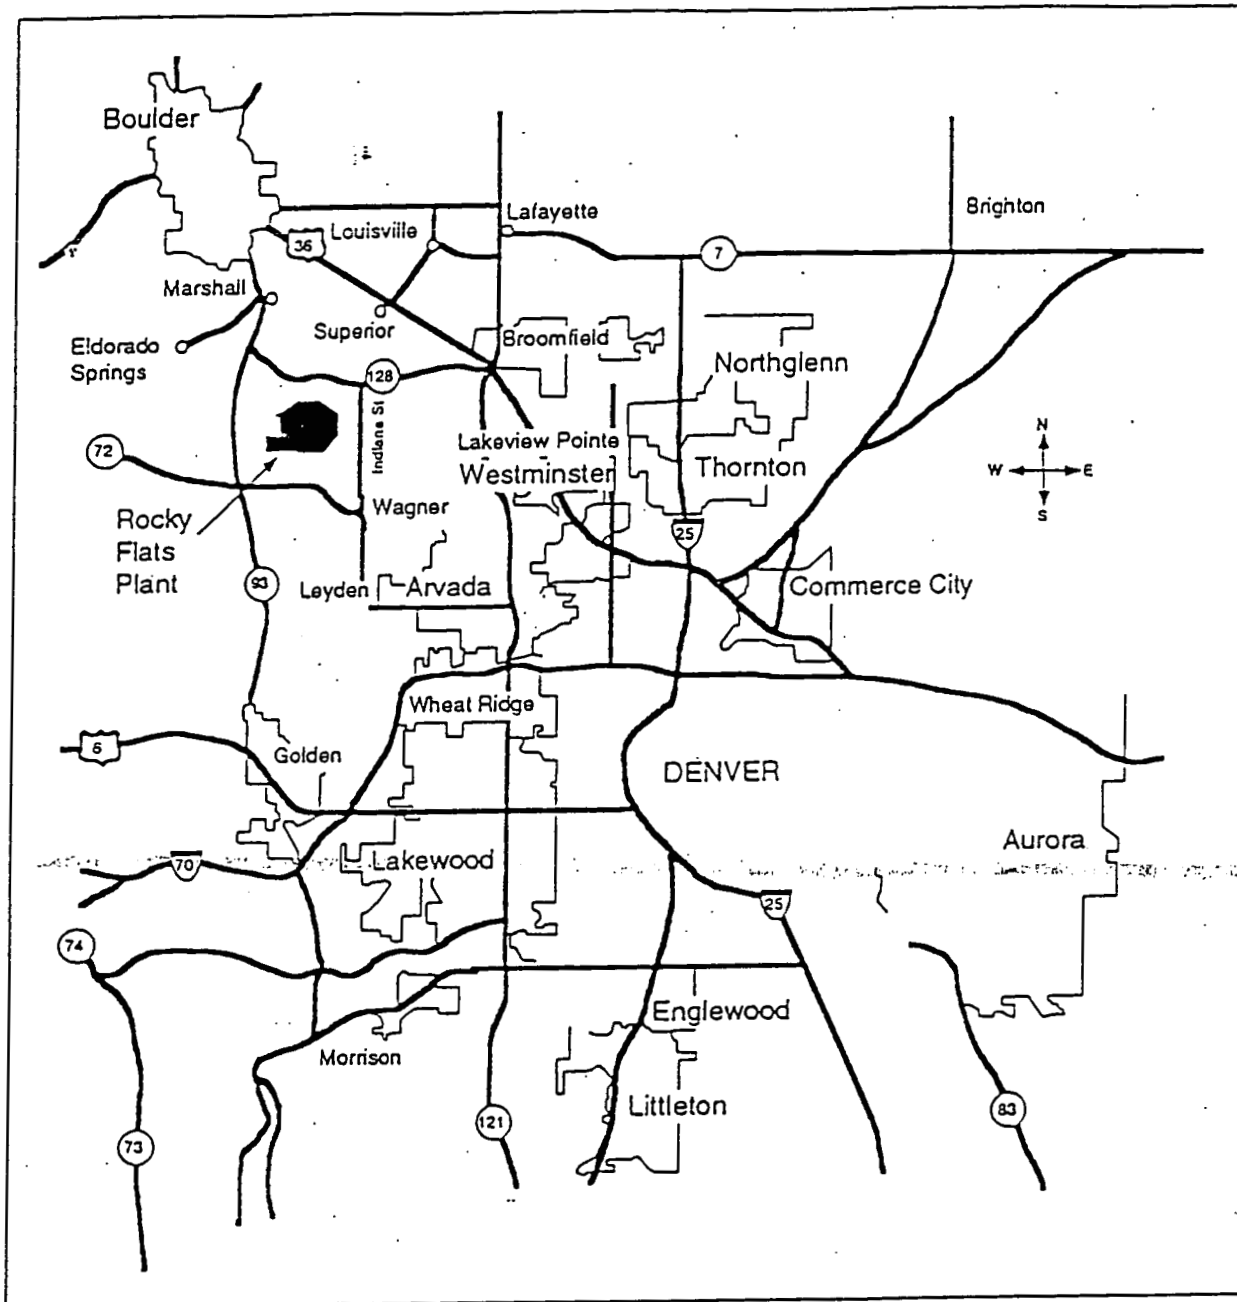 Boulder
Brighton
Lafayette
Louisville
36
7
Marshall
Superior
Broomfield
Eldorado
Springs
Northglenn
128
Indiana St
N
Lakeview Pointe
72
W
E
Westminster
Thornton
S
Wagner
Rocky
Flats
Plant
25
93
Leyden
Arvada
Commerce City
Wheat Ridge
6
Golden
DENVER
Aurora
70
Lakewood
25
74
Englewood
Morrison
Littleton
83
121
73